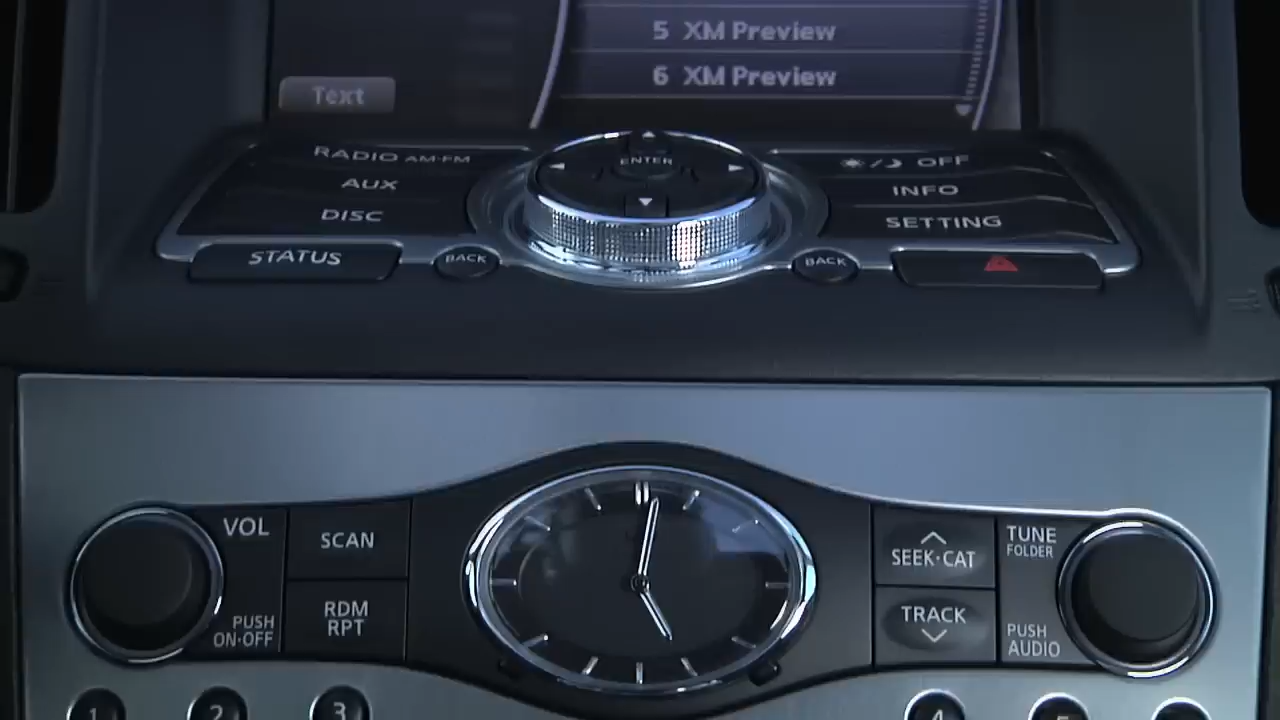 5 XM Preview
6 XM Preview
Text
RADIO AM·FM
AUX
DISC
STATUS
BACK
ENTER
BACK
OFF
INFO
SETTING
VOL
PUSH
ON·OFF
SCAN
RDM
RPT
SEEK·CAT
TRACK
TUNE
FOLDER
PUSH
AUDIO
1
2
3
4
5